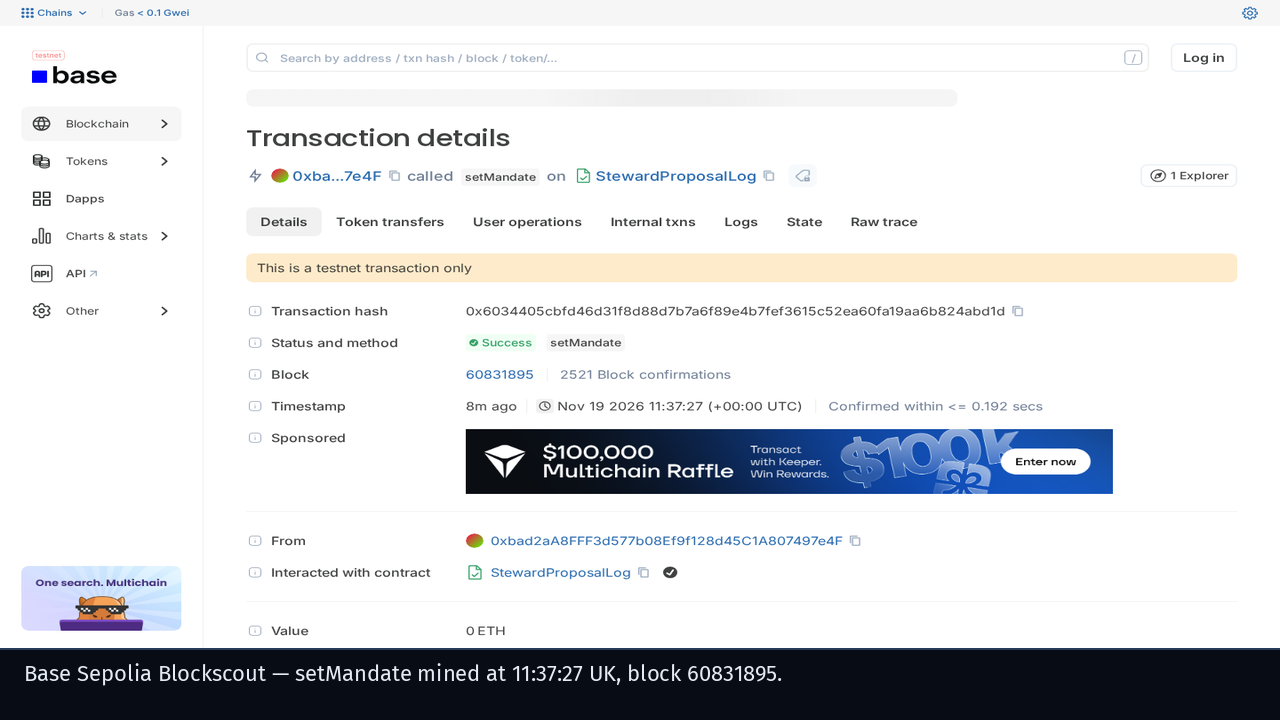 Chains
Gas < 0.1 Gwei
testnet
base
Blockchain
Tokens
Dapps
Charts & stats
API API
Other
One search. Multichain
Search by address / txn hash / block / token/...
/
Log in
Transaction details
0xba...7e4F called setMandate on StewardProposalLog
1 Explorer
Details Token transfers User operations Internal txns Logs State Raw trace
This is a testnet transaction only
Transaction hash 0x6034405cbfd46d31f8d88d7b7a6f89e4b7fef3615c52ea60fa19aa6b824abd1d
Status and method Success setMandate
Block 60831895 2521 Block confirmations
Timestamp 8m ago Nov 19 2026 11:37:27 (+00:00 UTC) Confirmed within <= 0.192 secs
Sponsored
$100,000
Multichain Raffle
Transact
with Keeper.
Win Rewards.
$100k
Enter now
From 0xbad2aA8FFF3d577b08Ef9f128d45C1A807497e4F
Interacted with contract StewardProposalLog
Value 0 ETH
Base Sepolia Blockscout — setMandate mined at 11:37:27 UK, block 60831895.